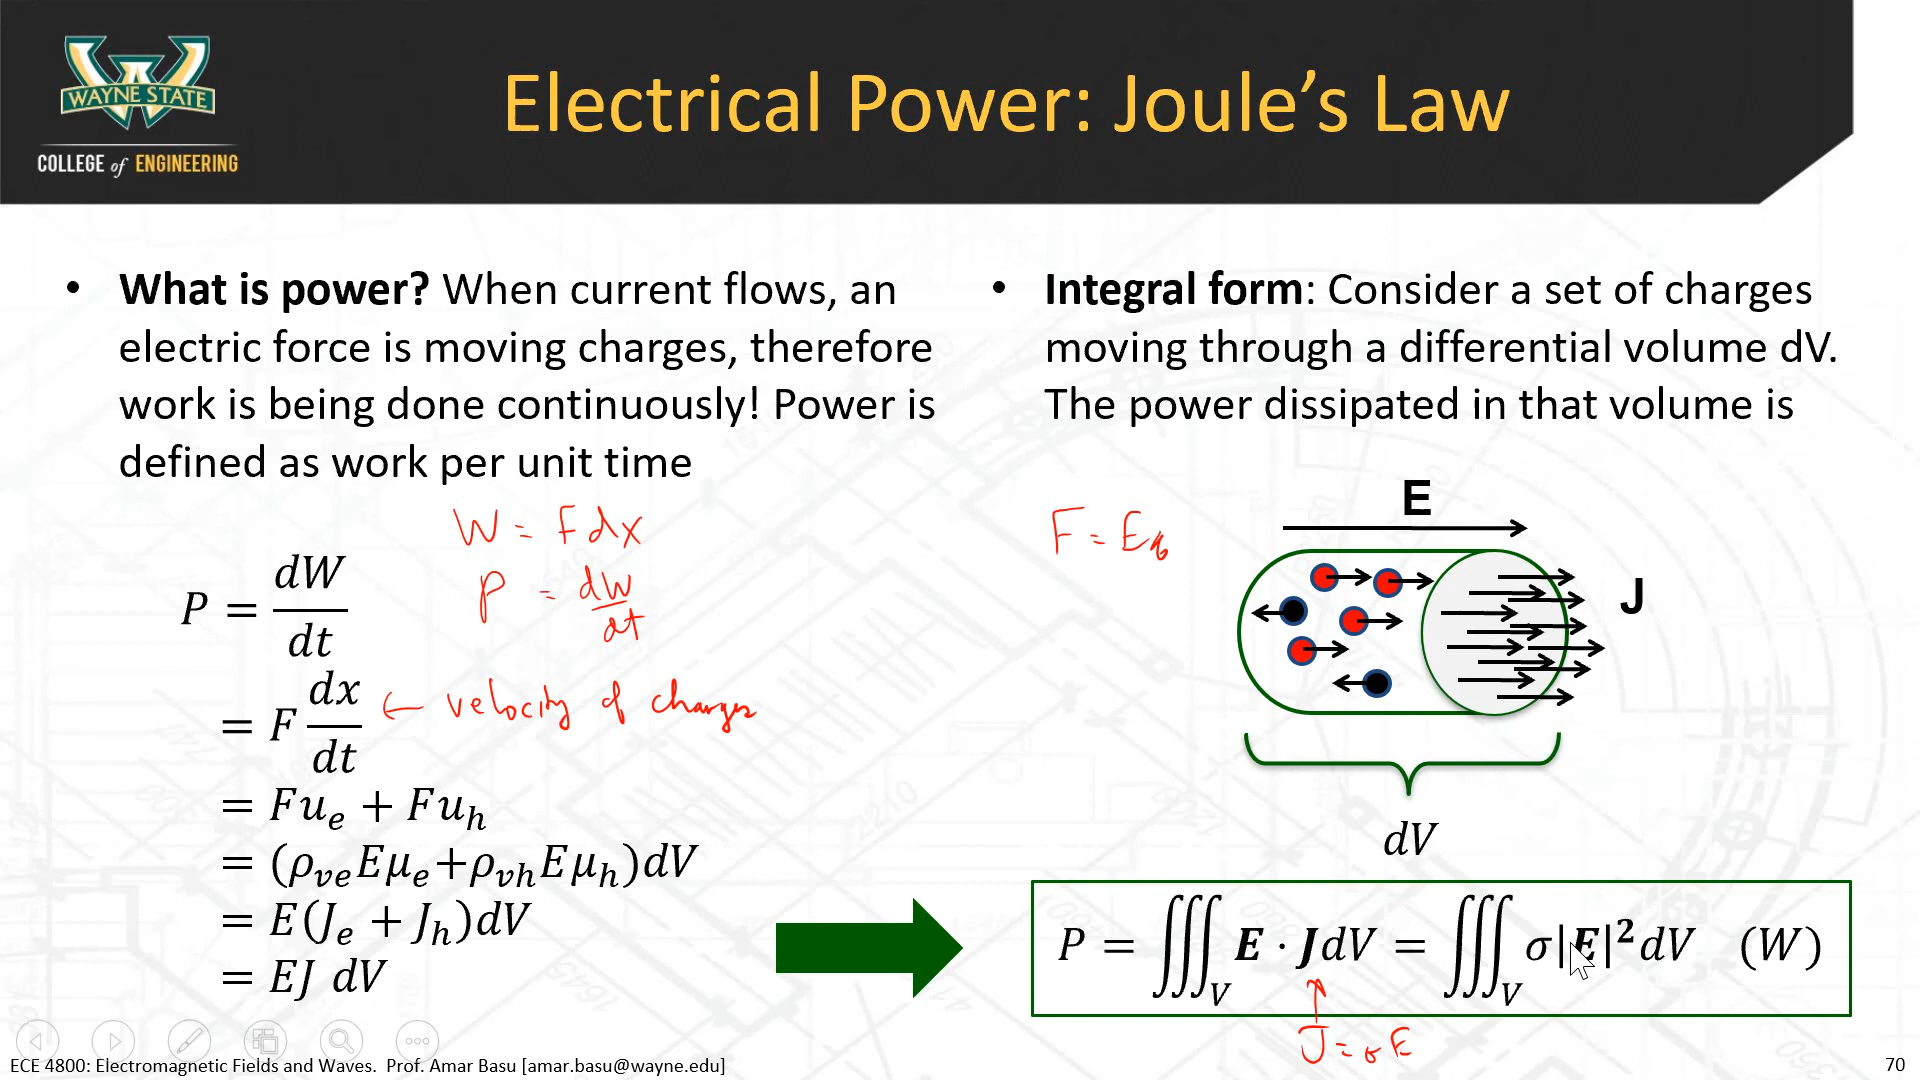 WAYNE STATE
COLLEGE of ENGINEERING
Electrical Power: Joule’s Law
• What is power? When current flows, an
electric force is moving charges, therefore
work is being done continuously! Power is
defined as work per unit time
W = F dx
P = dW/dt
P = dW/dt
= F dx/dt ← velocity of charges
= Fu_e + Fu_h
= (ρ_ve Eμ_e+ρ_vh Eμ_h)dV
= E(J_e + J_h)dV
= EJ dV
• Integral form: Consider a set of charges
moving through a differential volume dV.
The power dissipated in that volume is
F = Eq
E
J
dV
P = ∭_V E · J dV = ∭_V σ|E|² dV (W)
↑
J = σE
ECE 4800: Electromagnetic Fields and Waves. Prof. Amar Basu [amar.basu@wayne.edu]
70